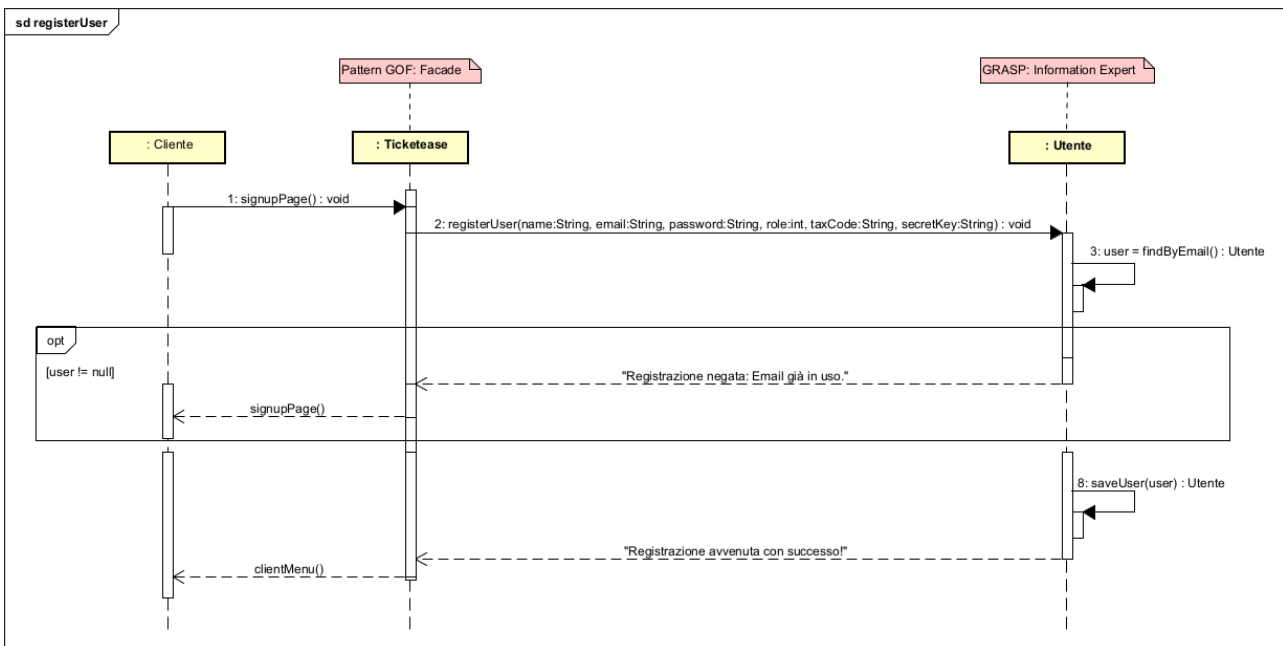 sd registerUser
Pattern GOF: Facade
GRASP: Information Expert
: Cliente
: Ticketease
: Utente
1: signupPage() : void
2: registerUser(name:String, email:String, password:String, role:int, taxCode:String, secretKey:String) : void
3: user = findByEmail() : Utente
opt
[user != null]
"Registrazione negata: Email già in uso."
signupPage()
8: saveUser(user) : Utente
"Registrazione avvenuta con successo!"
clientMenu()